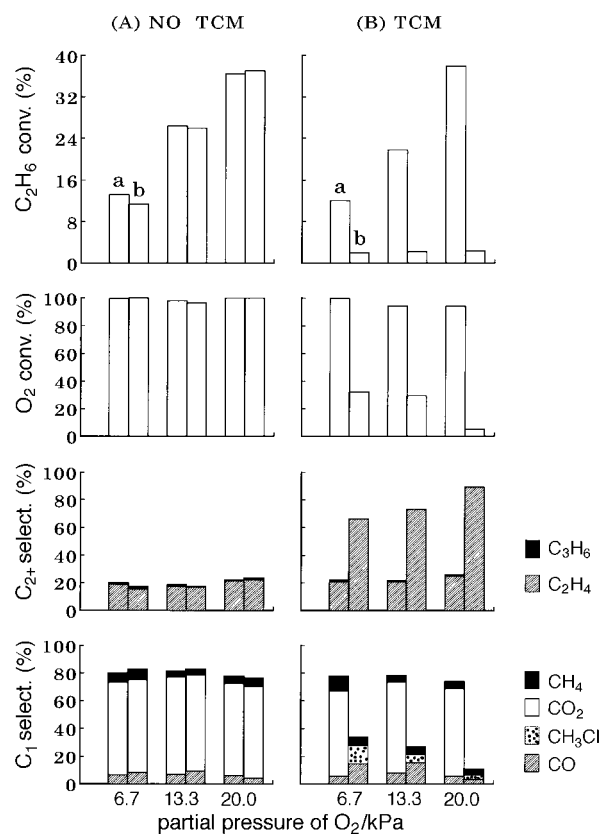 (A) NO TCM (B) TCM
C2H6 conv. (%)
40
32
24
16
8
0
a
b
a
b
O2 conv. (%)
100
80
60
40
20
0
C2+ select. (%)
100
80
60
40
20
0
C3H6
C2H4
C1 select. (%)
100
80
60
40
20
0
CH4
CO2
CH3Cl
CO
6.7 13.3 20.0 6.7 13.3 20.0
partial pressure of O2/kPa